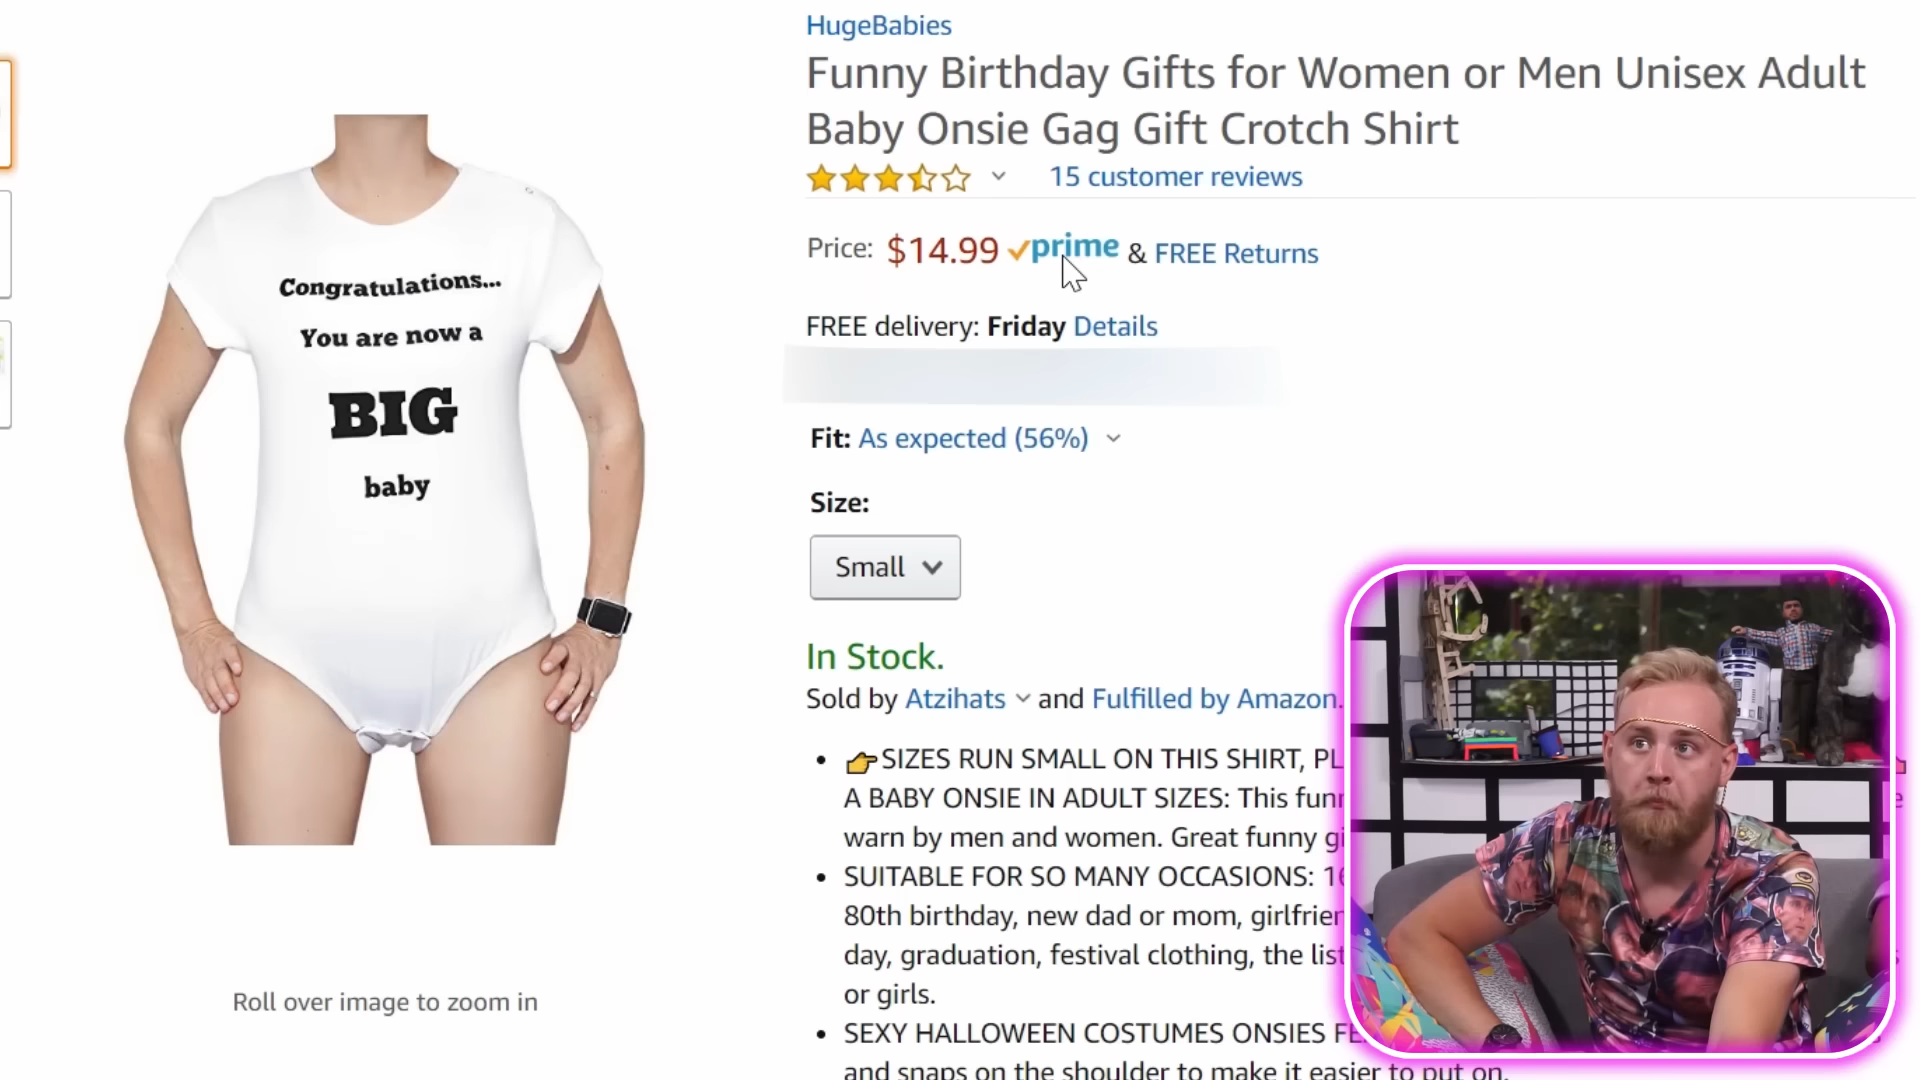 HugeBabies
Funny Birthday Gifts for Women or Men Unisex Adult
Baby Onsie Gag Gift Crotch Shirt
15 customer reviews
Price: $14.99 prime & FREE Returns
FREE delivery: Friday Details
Fit: As expected (56%)
Size:
Small
In Stock.
Sold by Atzihats and Fulfilled by Amazon.
SIZES RUN SMALL ON THIS SHIRT, PL
A BABY ONSIE IN ADULT SIZES: This funn
warn by men and women. Great funny gi
SUITABLE FOR SO MANY OCCASIONS: 16
80th birthday, new dad or mom, girlfrien
day, graduation, festival clothing, the list
or girls.
SEXY HALLOWEEN COSTUMES ONSIES FE
and snaps on the shoulder to make it easier to put on.
Congratulations...
You are now a
BIG
baby
Roll over image to zoom in